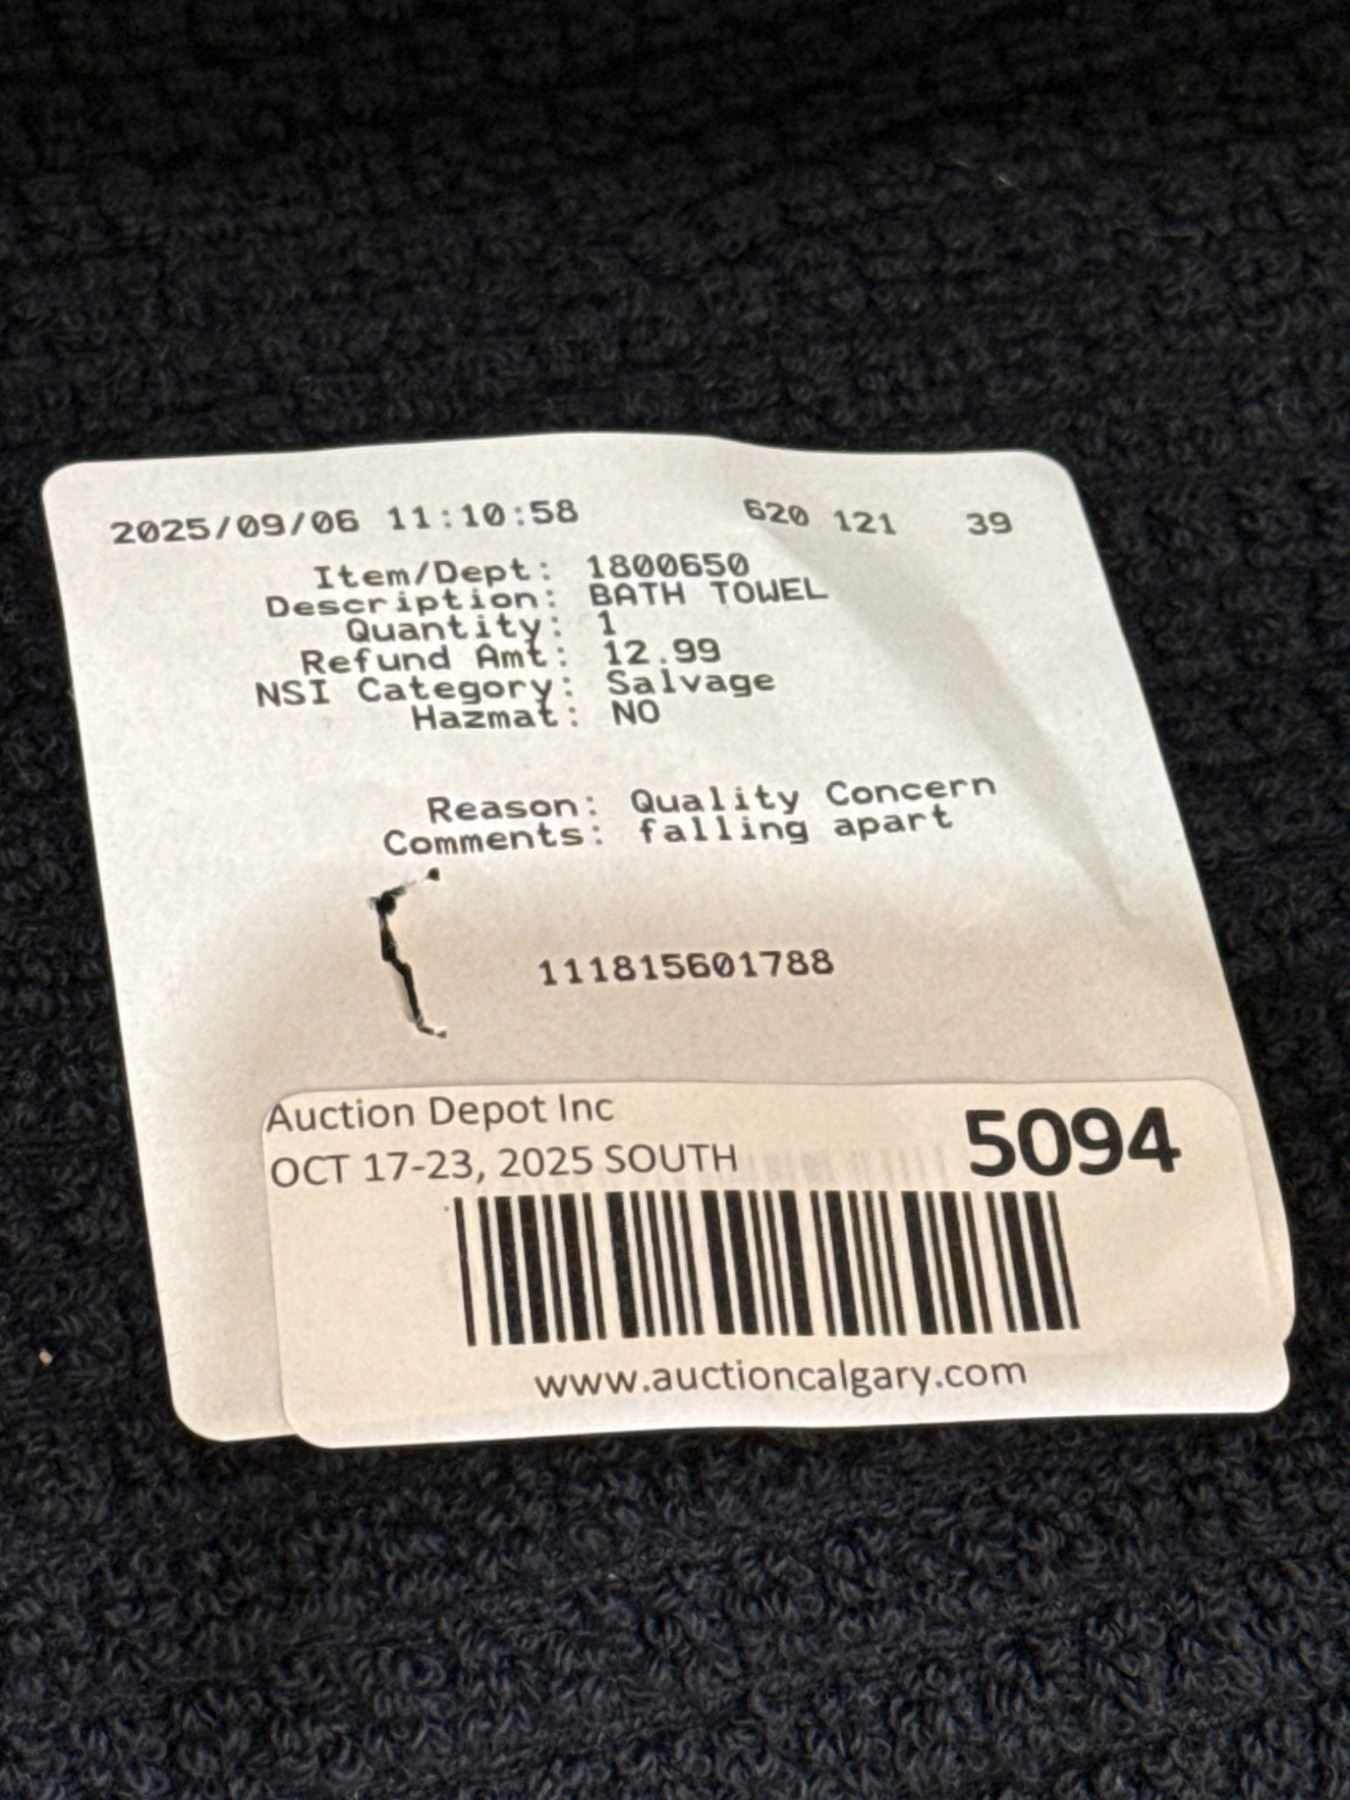 2025/09/06 11:10:58 620 121 39
Item/Dept: 1800650
Description: BATH TOWEL
Quantity: 1
Refund Amt: 12.99
NSI Category: Salvage
Hazmat: NO
Reason: Quality Concern
Comments: falling apart
111815601788
Auction Depot Inc
OCT 17-23, 2025 SOUTH
5094
www.auctioncalgary.com